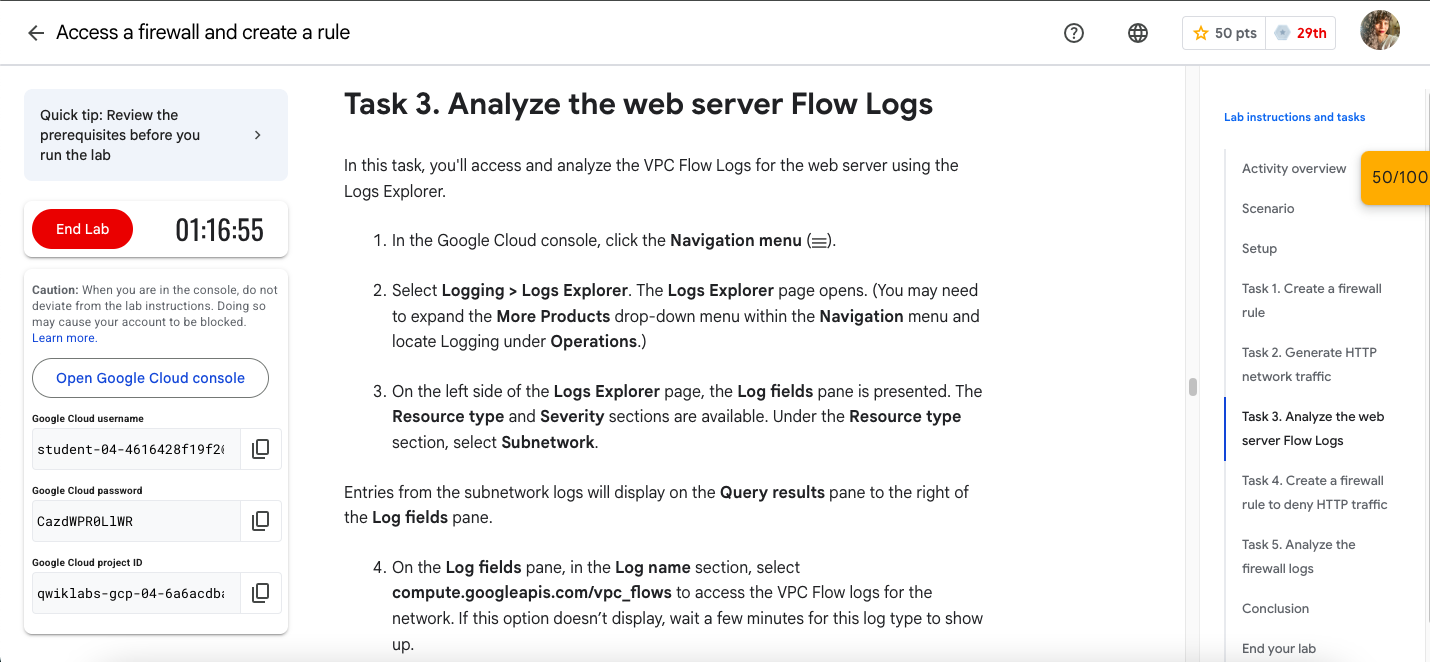 Access a firewall and create a rule
50 pts
29th
Quick tip: Review the
prerequisites before you
run the lab
End Lab
01:16:55
Caution: When you are in the console, do not
deviate from the lab instructions. Doing so
may cause your account to be blocked.
Learn more.
Open Google Cloud console
Google Cloud username
student-04-4616428f19f2
Google Cloud password
CazdWPR0LlWR
Google Cloud project ID
qwiklabs-gcp-04-6a6acdba
Task 3. Analyze the web server Flow Logs
In this task, you'll access and analyze the VPC Flow Logs for the web server using the
Logs Explorer.
1. In the Google Cloud console, click the Navigation menu (≡).
2. Select Logging > Logs Explorer. The Logs Explorer page opens. (You may need
to expand the More Products drop-down menu within the Navigation menu and
locate Logging under Operations.)
3. On the left side of the Logs Explorer page, the Log fields pane is presented. The
Resource type and Severity sections are available. Under the Resource type
section, select Subnetwork.
Entries from the subnetwork logs will display on the Query results pane to the right of
the Log fields pane.
4. On the Log fields pane, in the Log name section, select
compute.googleapis.com/vpc_flows to access the VPC Flow logs for the
network. If this option doesn’t display, wait a few minutes for this log type to show
up.
Lab instructions and tasks
Activity overview
50/100
Scenario
Setup
Task 1. Create a firewall
rule
Task 2. Generate HTTP
network traffic
Task 3. Analyze the web
server Flow Logs
Task 4. Create a firewall
rule to deny HTTP traffic
Task 5. Analyze the
firewall logs
Conclusion
End your lab